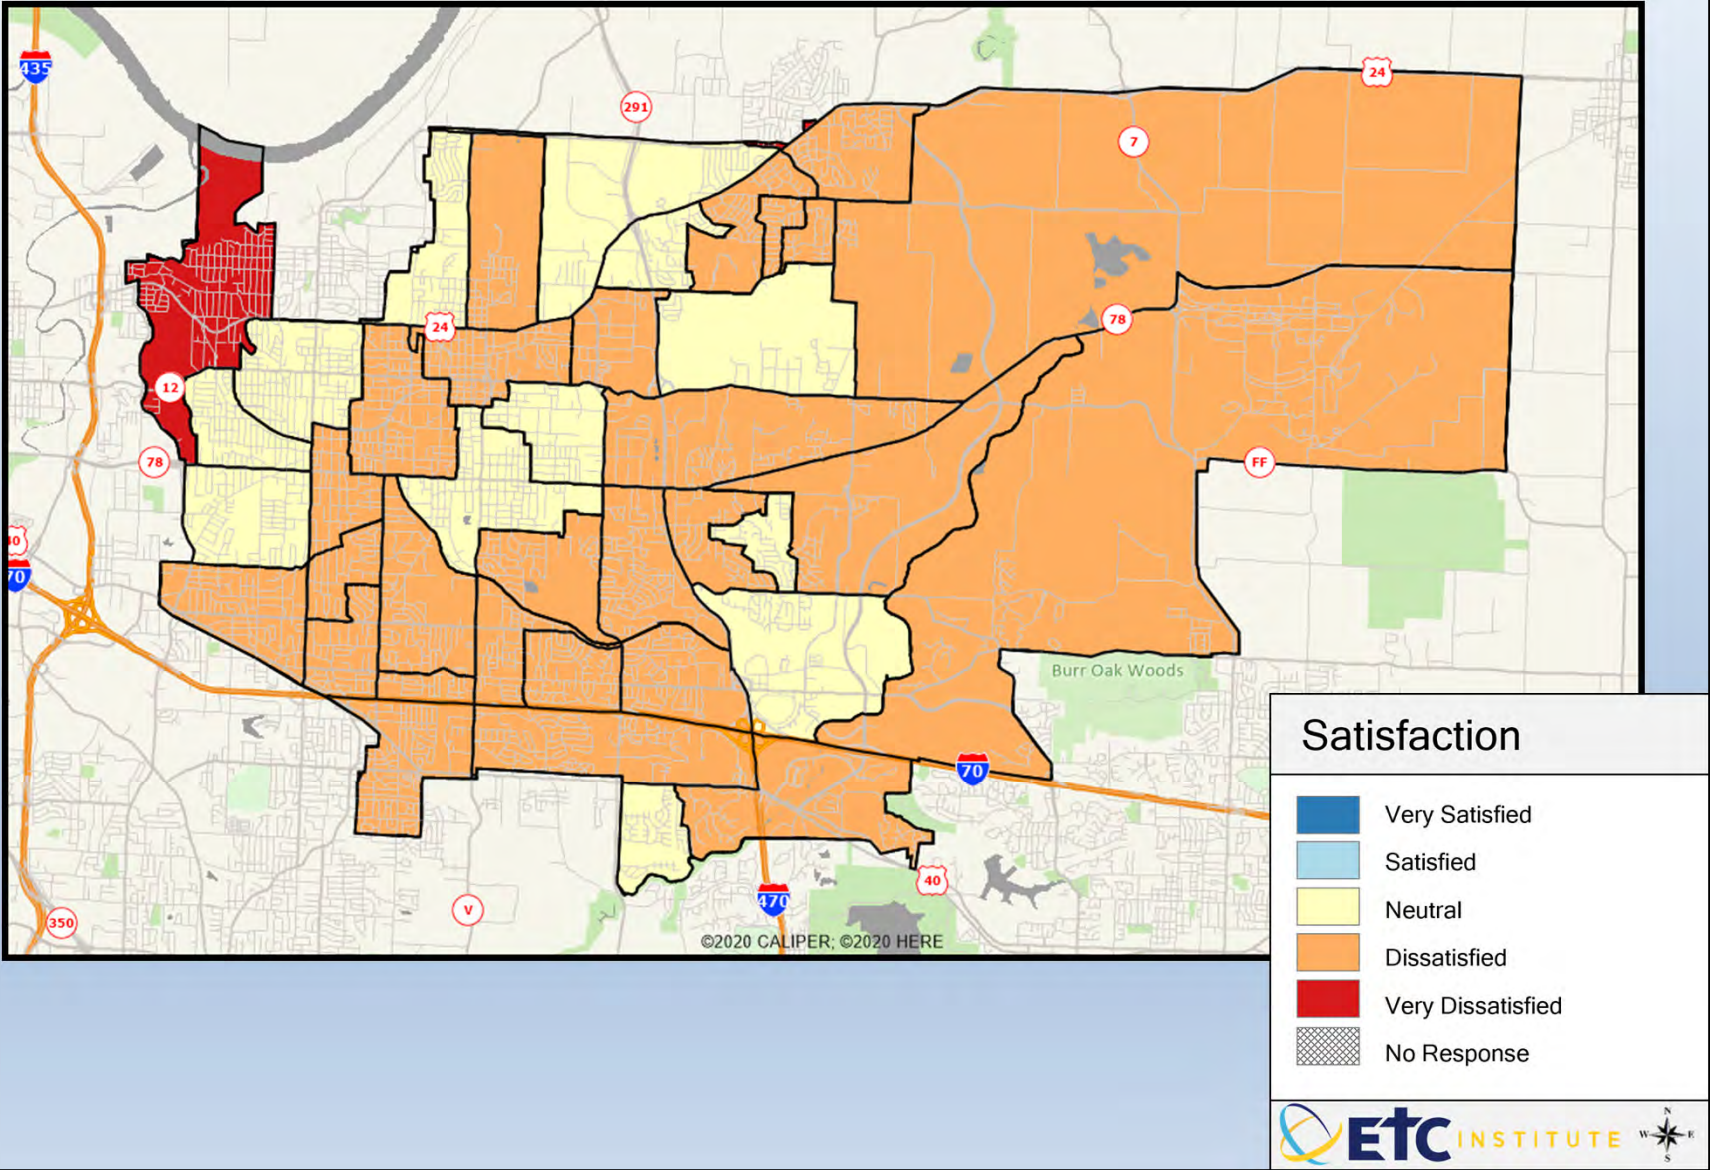 24
435
291
7
24
78
12
78
FF
40
70
Burr Oak Woods
70
40
470
V
350
©2020 CALIPER; ©2020 HERE
Satisfaction
Very Satisfied
Satisfied
Neutral
Dissatisfied
Very Dissatisfied
No Response
ETC INSTITUTE
N
W E
S